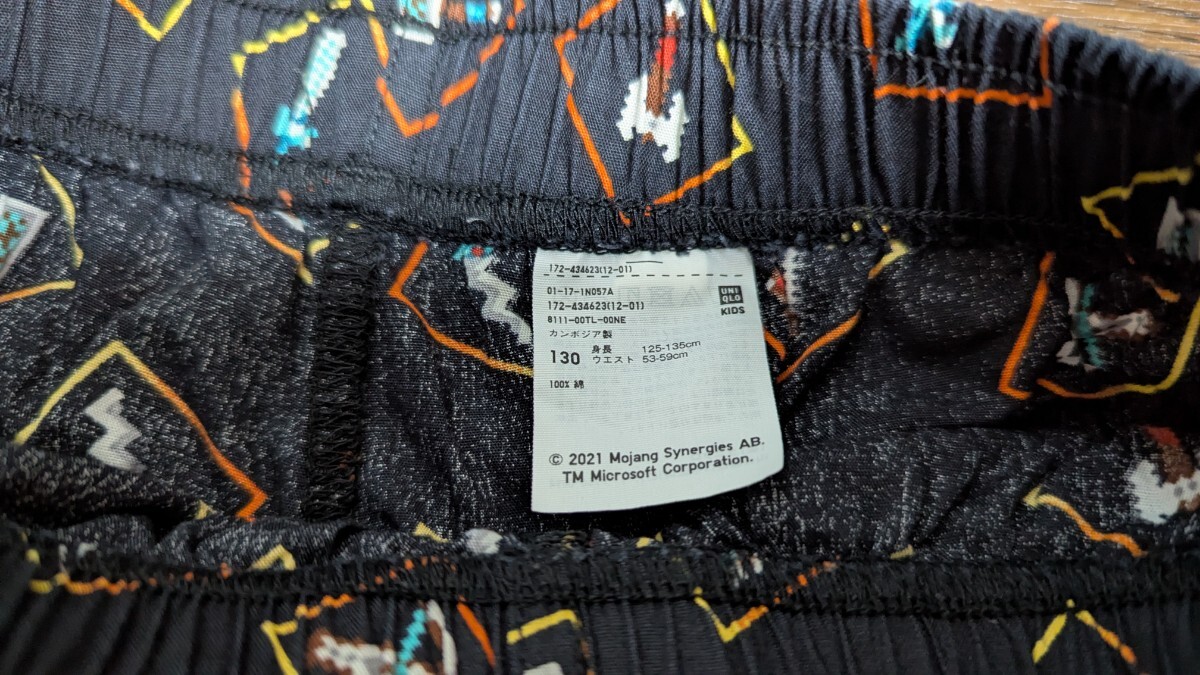 172-434623(12-01)
01-17-1N057A
172-434623(12-01)
8111-00TL-00NE
カンボジア製
UNI
QLO
KIDS
130 身長 125-135cm
ウエスト 53-59cm
100% 綿
© 2021 Mojang Synergies AB.
TM Microsoft Corporation.